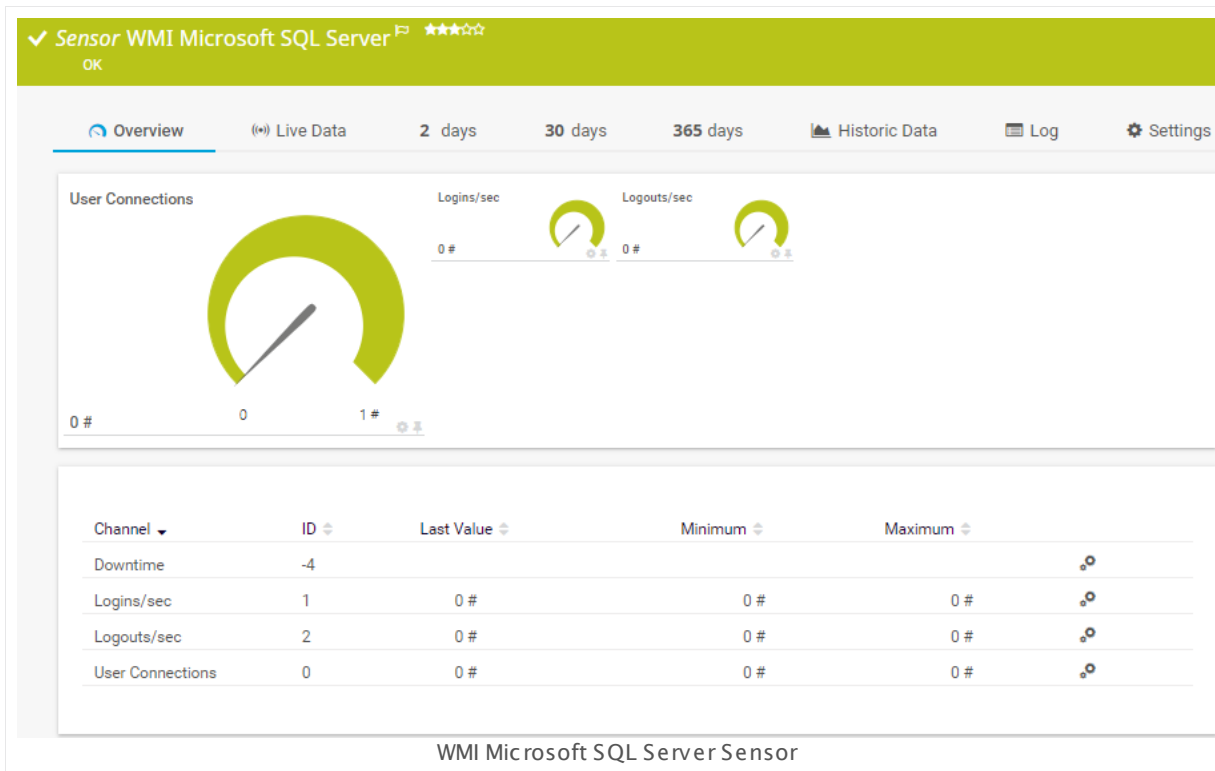 Sensor WMI Microsoft SQL Server
OK
Overview Live Data 2 days 30 days 365 days Historic Data Log Settings
User Connections
0 #
0 1 #
Logins/sec
0 #
Logouts/sec
0 #
Channel ID Last Value Minimum Maximum
Downtime -4
Logins/sec 1 0 # 0 # 0 #
Logouts/sec 2 0 # 0 # 0 #
User Connections 0 0 # 0 # 0 #
WMI Microsoft SQL Server Sensor